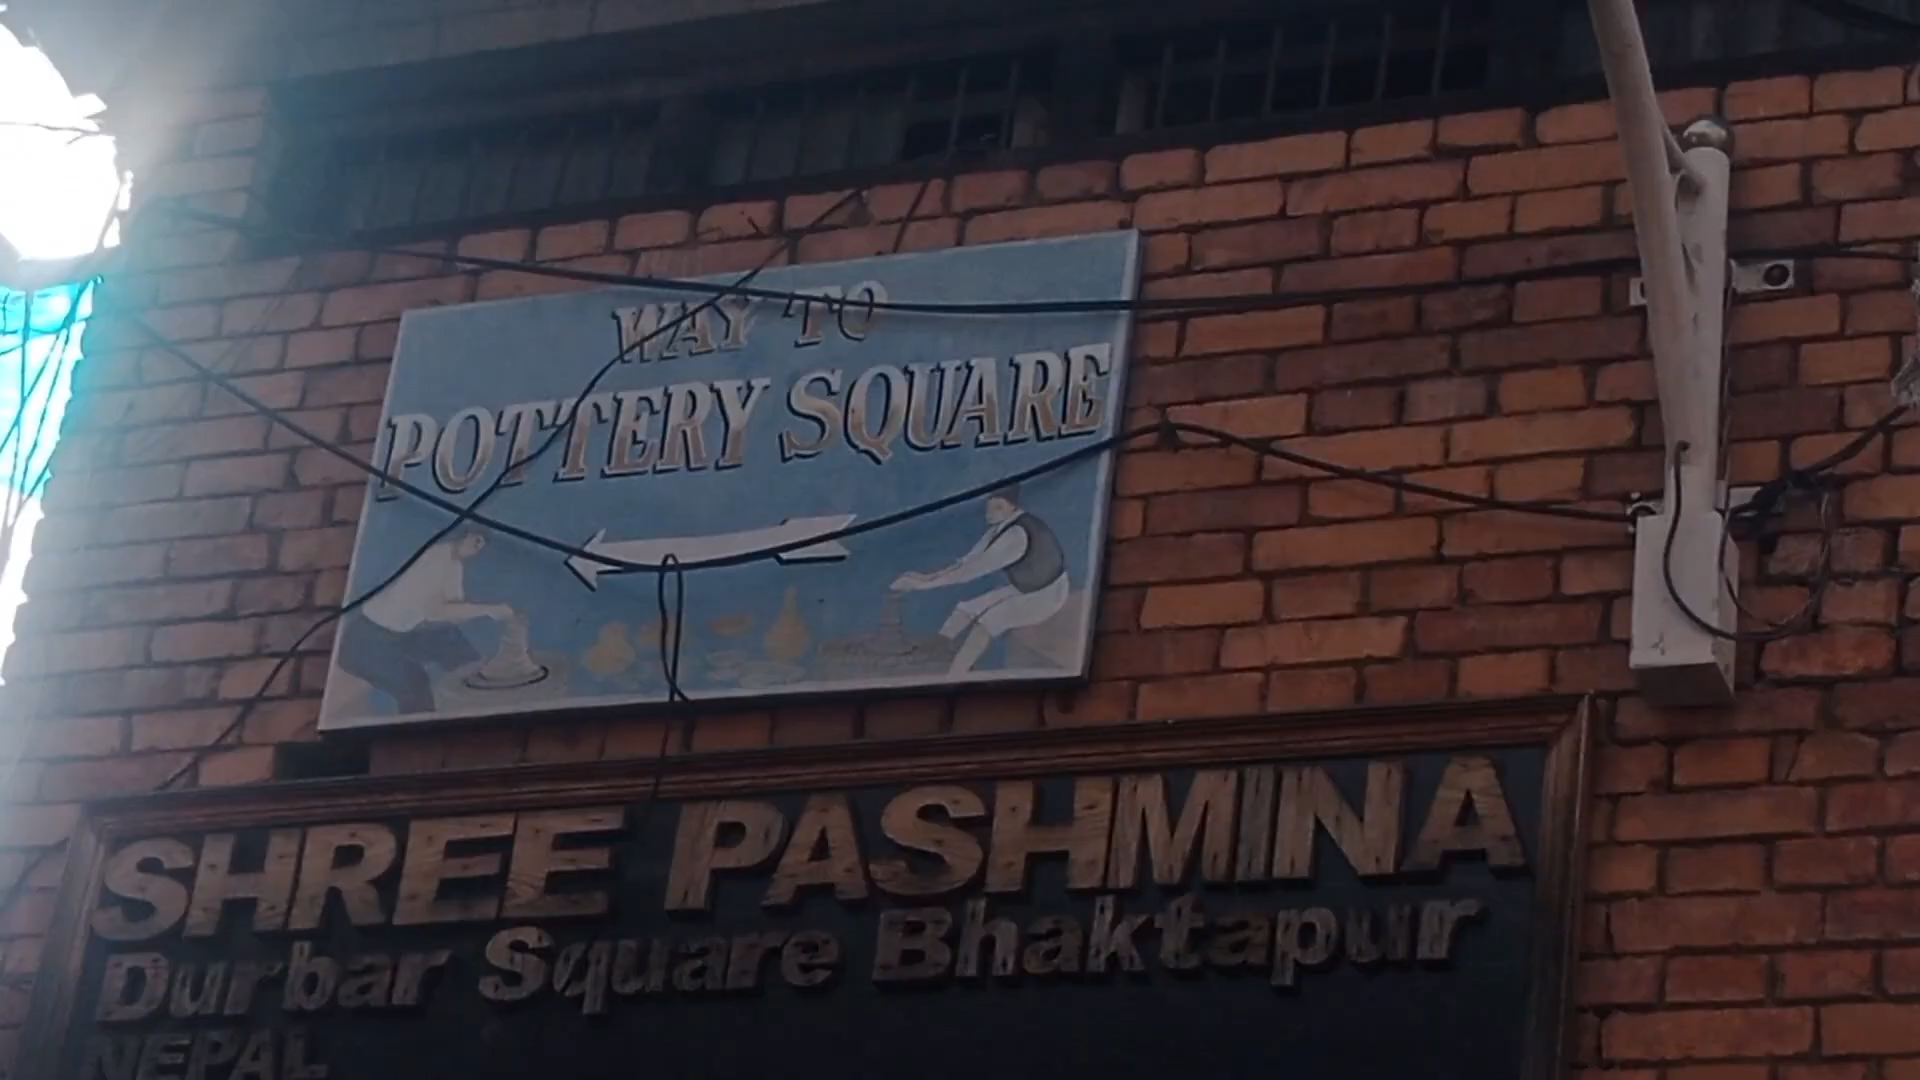 WAY TO
POTTERY SQUARE
SHREE PASHMINA
Durbar Square Bhaktapur
NEPAL